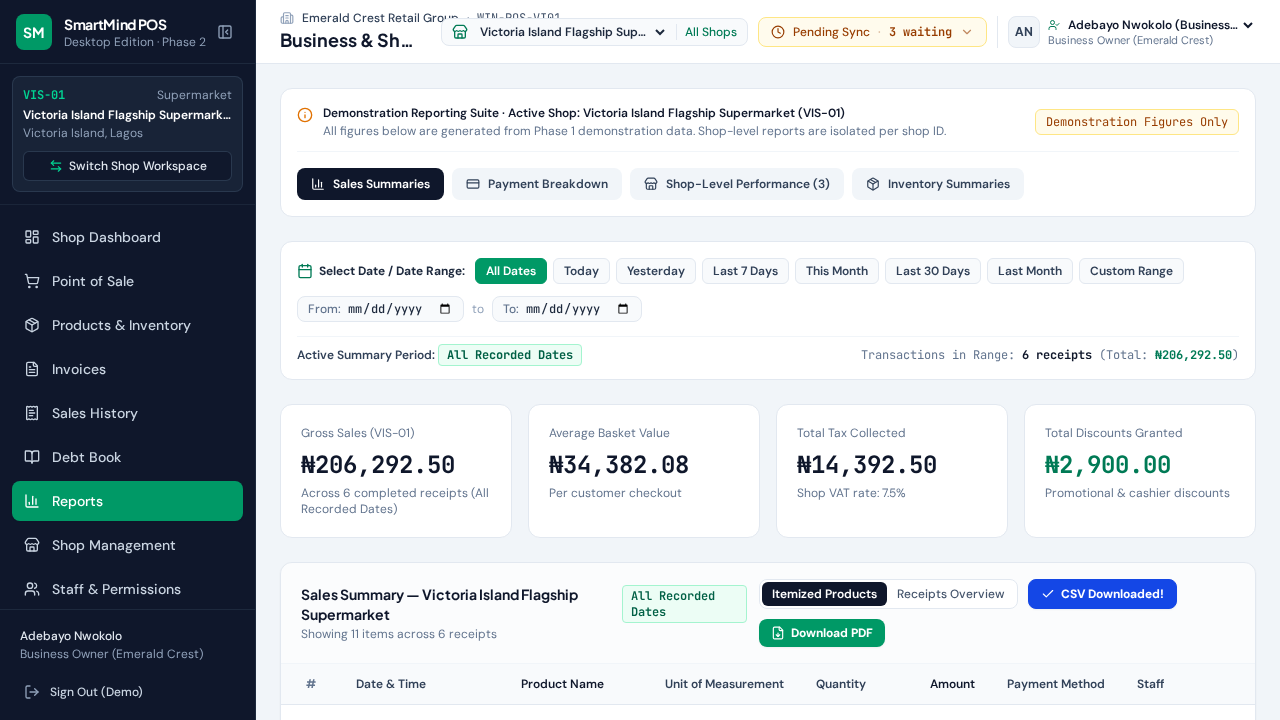 SM
SmartMind POS
Desktop Edition · Phase 2
VIS-01
Supermarket
Victoria Island Flagship Supermark...
Victoria Island, Lagos
Switch Shop Workspace
Shop Dashboard
Point of Sale
Products & Inventory
Invoices
Sales History
Debt Book
Reports
Shop Management
Staff & Permissions
Adebayo Nwokolo
Business Owner (Emerald Crest)
Sign Out (Demo)
Emerald Crest Retail Group · WIN-POS-VI01
Business & Sh...
Victoria Island Flagship Sup...
All Shops
Pending Sync · 3 waiting
AN
Adebayo Nwokolo (Business...
Business Owner (Emerald Crest)
Demonstration Reporting Suite · Active Shop: Victoria Island Flagship Supermarket (VIS-01)
All figures below are generated from Phase 1 demonstration data. Shop-level reports are isolated per shop ID.
Demonstration Figures Only
Sales Summaries
Payment Breakdown
Shop-Level Performance (3)
Inventory Summaries
Select Date / Date Range:
All Dates
Today
Yesterday
Last 7 Days
This Month
Last 30 Days
Last Month
Custom Range
From: mm/dd/yyyy
to
To: mm/dd/yyyy
Active Summary Period: All Recorded Dates
Transactions in Range: 6 receipts (Total: ₦206,292.50)
Gross Sales (VIS-01)
₦206,292.50
Across 6 completed receipts (All
Recorded Dates)
Average Basket Value
₦34,382.08
Per customer checkout
Total Tax Collected
₦14,392.50
Shop VAT rate: 7.5%
Total Discounts Granted
₦2,900.00
Promotional & cashier discounts
Sales Summary — Victoria Island Flagship
Supermarket
Showing 11 items across 6 receipts
All Recorded
Dates
Itemized Products
Receipts Overview
CSV Downloaded!
Download PDF
#
Date & Time
Product Name
Unit of Measurement
Quantity
Amount
Payment Method
Staff